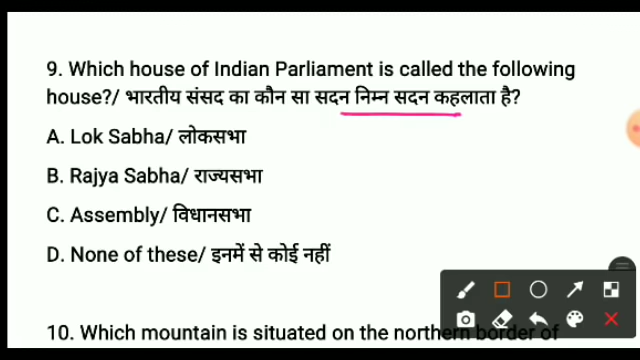 9. Which house of Indian Parliament is called the following
house?/ भारतीय संसद का कौन सा सदन निम्न सदन कहलाता है?
A. Lok Sabha/ लोकसभा
B. Rajya Sabha/ राज्यसभा
C. Assembly/ विधानसभा
D. None of these/ इनमें से कोई नहीं
10. Which mountain is situated on the northern border of